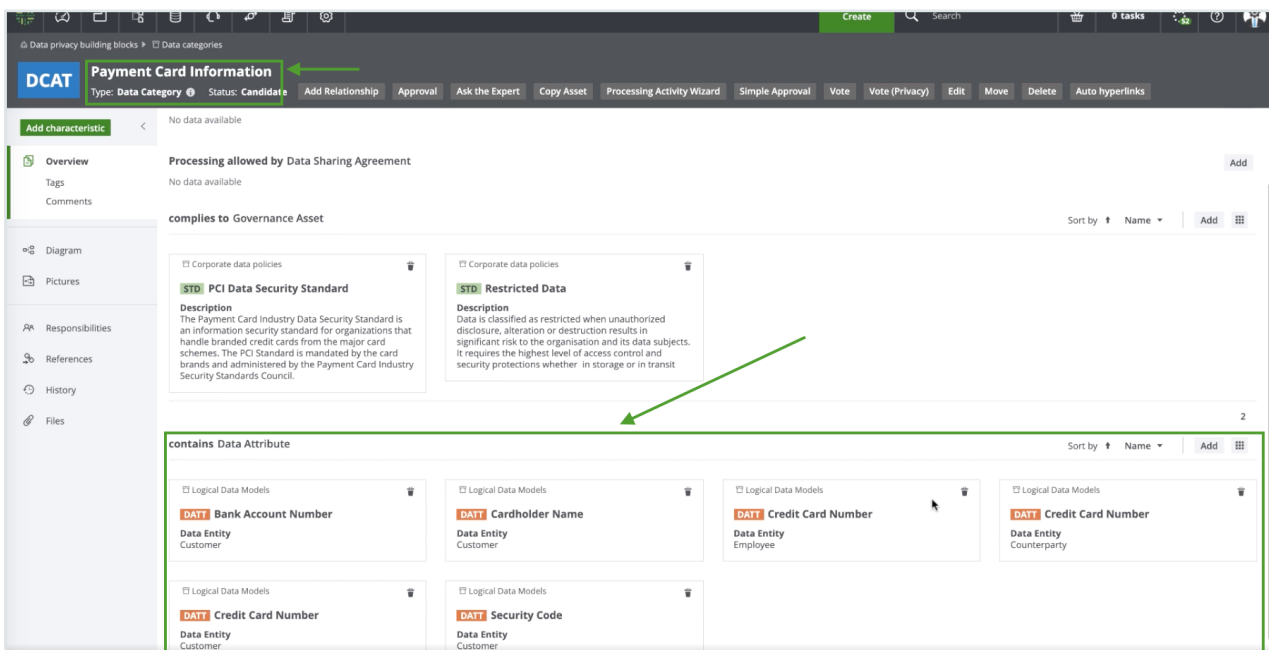 Create
Search
0 tasks
52
Data privacy building blocks
Data categories
DCAT
Payment Card Information
Type: Data Category
Status: Candidate
Add Relationship
Approval
Ask the Expert
Copy Asset
Processing Activity Wizard
Simple Approval
Vote
Vote (Privacy)
Edit
Move
Delete
Auto hyperlinks
Add characteristic
Overview
Tags
Comments
Diagram
Pictures
Responsibilities
References
History
Files
No data available
Processing allowed by Data Sharing Agreement
Add
No data available
complies to Governance Asset
Sort by
Name
Add
Corporate data policies
STD PCI Data Security Standard
Description
The Payment Card Industry Data Security Standard is
an information security standard for organizations that
handle branded credit cards from the major card
schemes. The PCI Standard is mandated by the card
brands and administered by the Payment Card Industry
Security Standards Council.
Corporate data policies
STD Restricted Data
Description
Data is classified as restricted when unauthorized
disclosure, alteration or destruction results in
significant risk to the organisation and its data subjects.
It requires the highest level of access control and
security protections whether in storage or in transit
2
contains Data Attribute
Sort by
Name
Add
Logical Data Models
DATT Bank Account Number
Data Entity
Customer
Logical Data Models
DATT Cardholder Name
Data Entity
Customer
Logical Data Models
DATT Credit Card Number
Data Entity
Employee
Logical Data Models
DATT Credit Card Number
Data Entity
Counterparty
Logical Data Models
DATT Credit Card Number
Data Entity
Customer
Logical Data Models
DATT Security Code
Data Entity
Customer